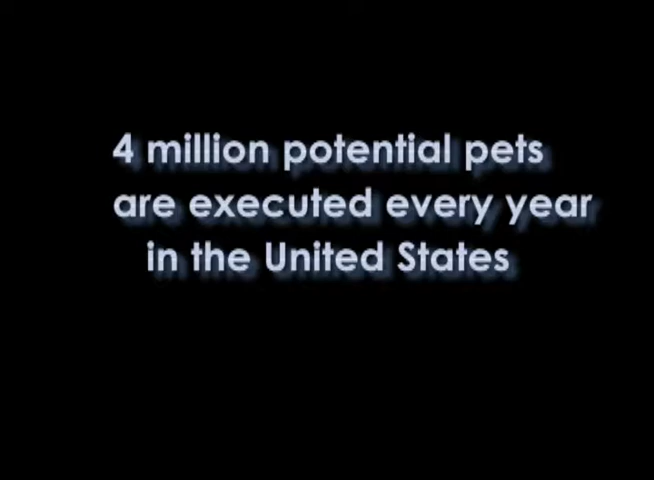 4 million potential pets
are executed every year
in the United States